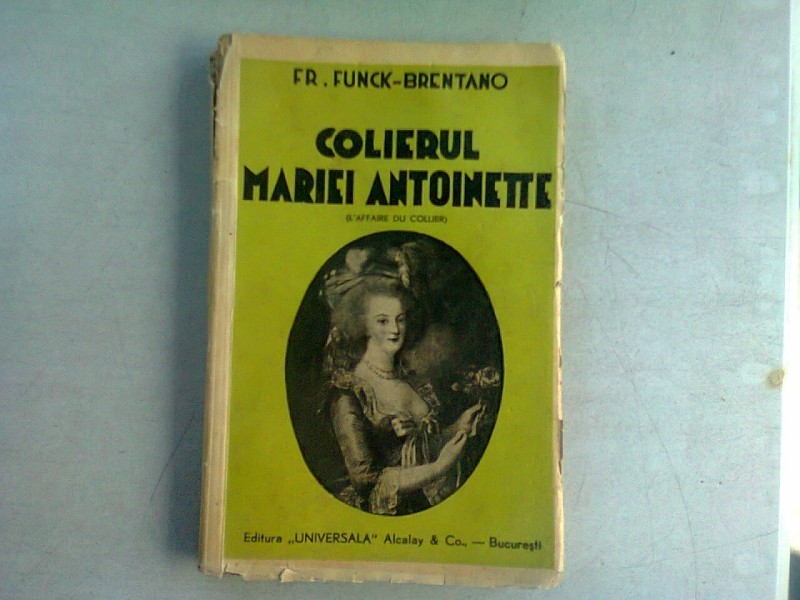 FR. FUNCK-BRENTANO
COLIERUL
MARIEI ANTOINETTE
(L'AFFAIRE DU COLLIER)
Editura „UNIVERSALA" Alcalay & Co., — Bucureşti